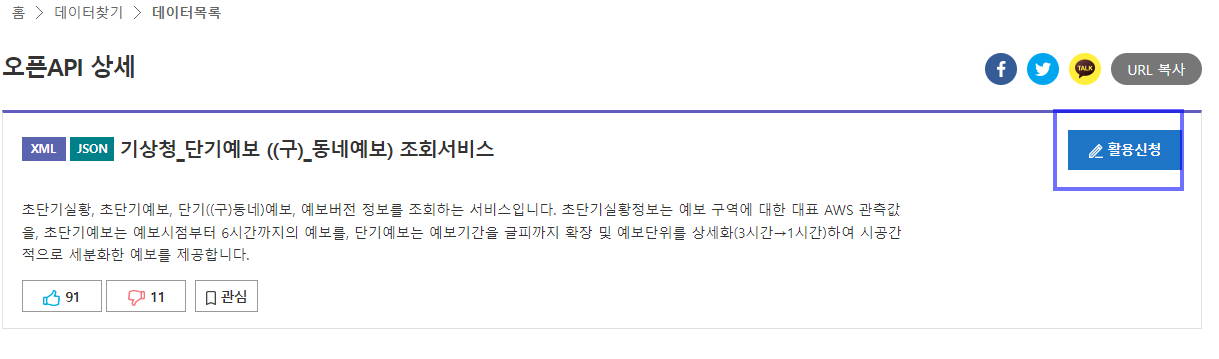 홈 > 데이터찾기 > 데이터목록
오픈API 상세
TALK
URL 복사
XML JSON 기상청_단기예보 ((구)_동네예보) 조회서비스
활용신청
초단기실황, 초단기예보, 단기((구)동네)예보, 예보버전 정보를 조회하는 서비스입니다. 초단기실황정보는 예보 구역에 대한 대표 AWS 관측값
을, 초단기예보는 예보시점부터 6시간까지의 예보를, 단기예보는 예보기간을 글피까지 확장 및 예보단위를 상세화(3시간→1시간)하여 시공간
적으로 세분화한 예보를 제공합니다.
91 11 관심